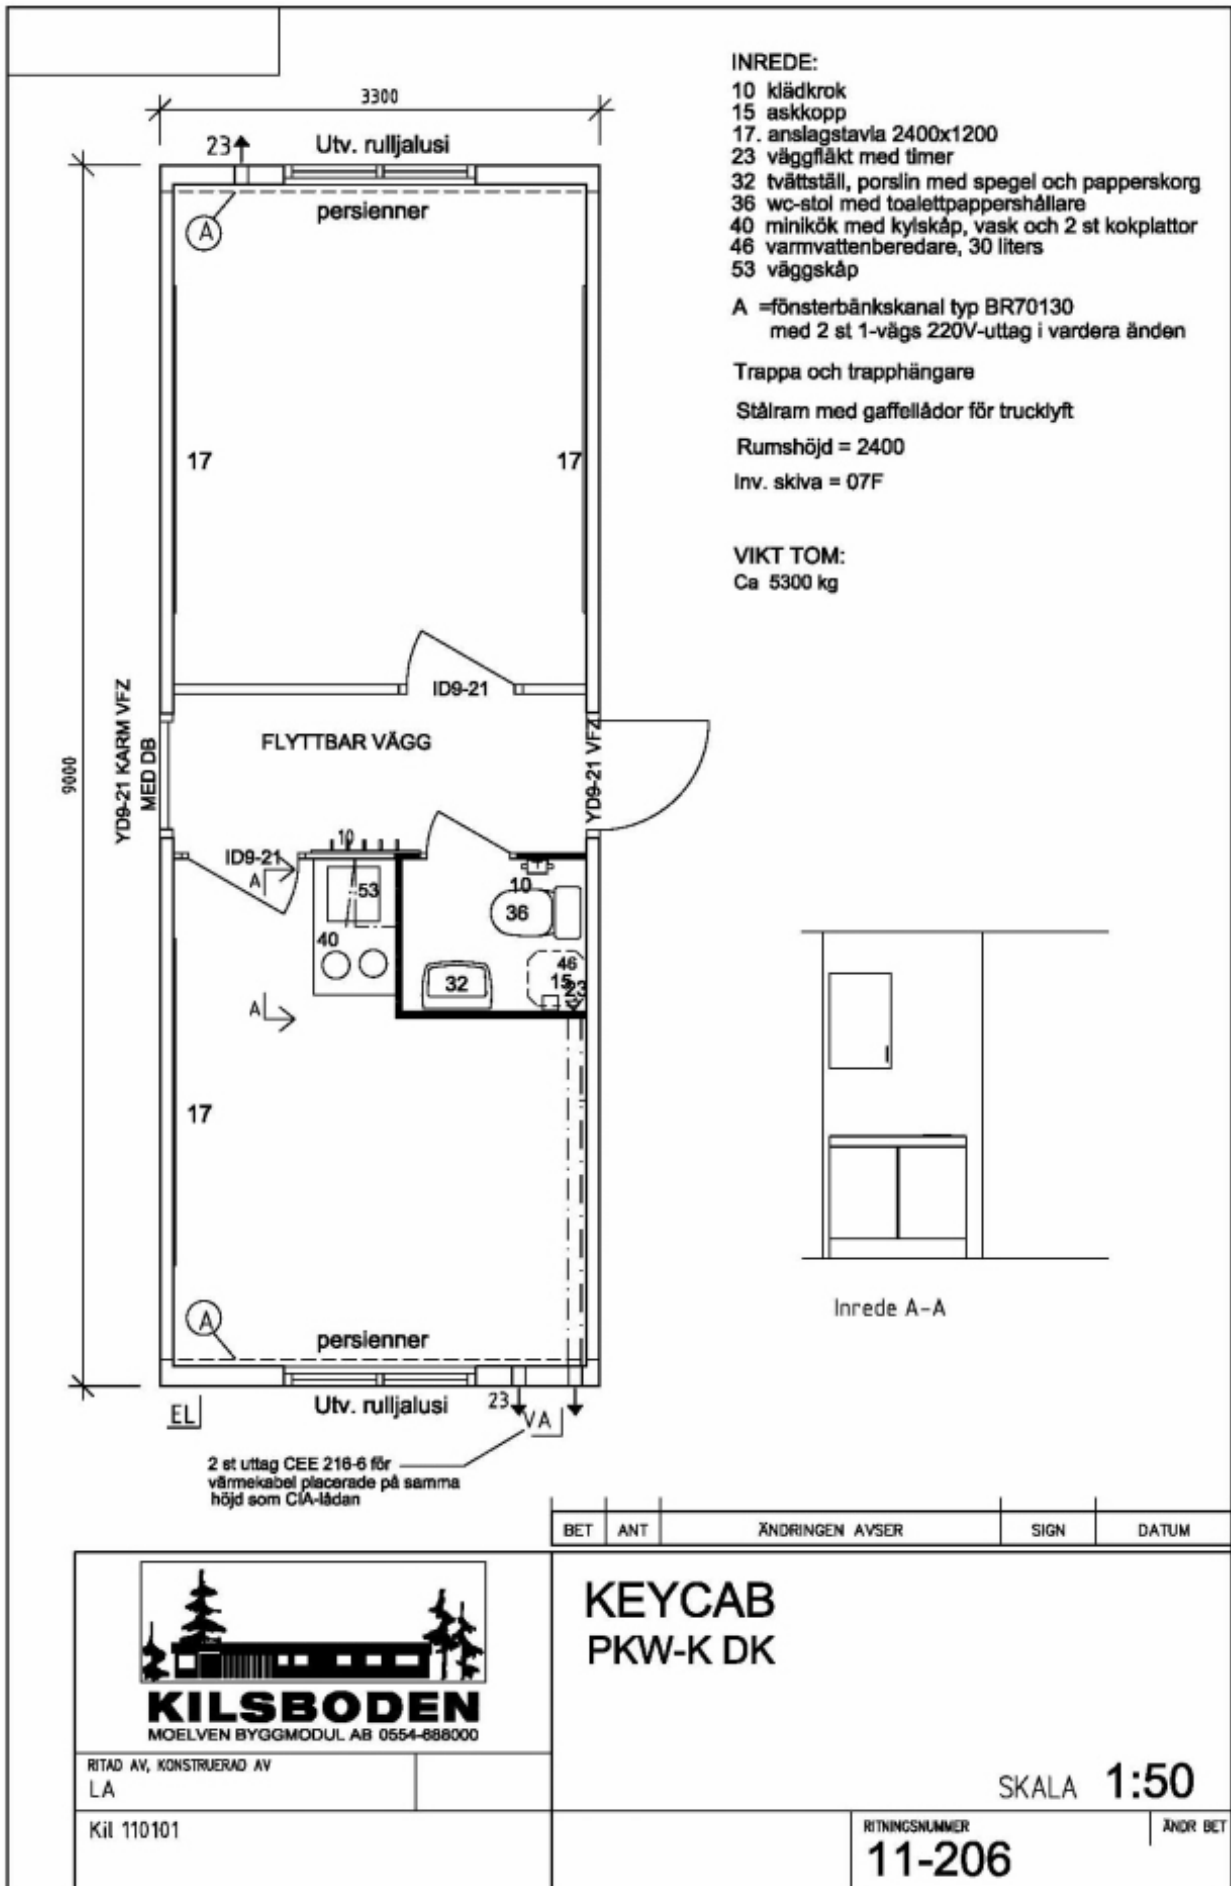 3300
23
Utv. rulljalusi
persienner
A
17
17
ID9-21
FLYTTBAR VÄGG
YD9-21 KARM VFZ
MED DB
YD9-21 VFZ
9000
ID9-21
10
A
53
40
10
36
46
15
23
32
A
17
A
persienner
Utv. rulljalusi
EL
23
VA
2 st uttag CEE 216-6 för
värmekabel placerade på samma
höjd som CIA-lådan
INREDE:
10 klädkrok
15 askkopp
17. anslagstavla 2400x1200
23 väggfläkt med timer
32 tvättställ, porslin med spegel och papperskorg
36 wc-stol med toalettpappershållare
40 minikök med kylskåp, vask och 2 st kokplattor
46 varmvattenberedare, 30 liters
53 väggskåp
A =fönsterbänkskanal typ BR70130
med 2 st 1-vägs 220V-uttag i vardera änden
Trappa och trapphängare
Stålram med gaffellådor för trucklyft
Rumshöjd = 2400
Inv. skiva = 07F
VIKT TOM:
Ca 5300 kg
Inrede A-A
BET ANT ÄNDRINGEN AVSER SIGN DATUM
KILSBODEN
MOELVEN BYGGMODUL AB 0554-688000
RITAD AV, KONSTRUERAD AV
LA
Kil 110101
KEYCAB
PKW-K DK
SKALA 1:50
RITNINGSNUMMER
11-206
ÄNDR BET